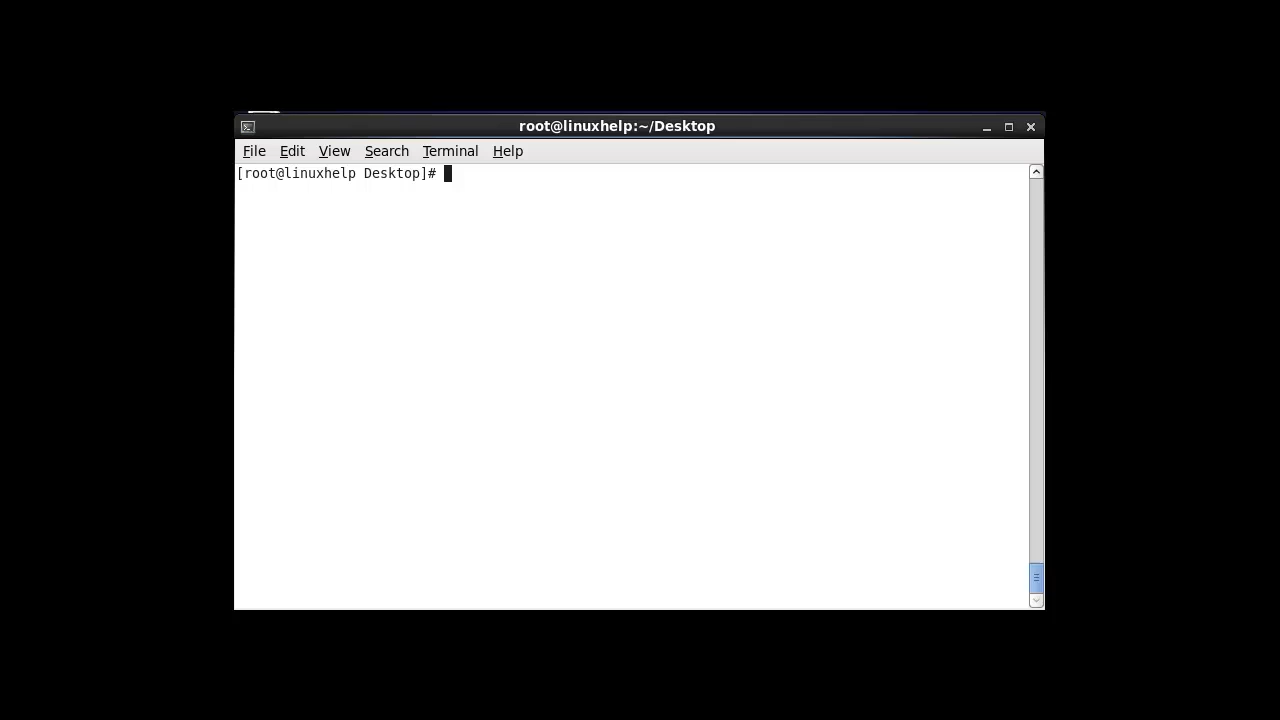 root@linuxhelp:~/Desktop
File Edit View Search Terminal Help
[root@linuxhelp Desktop]#